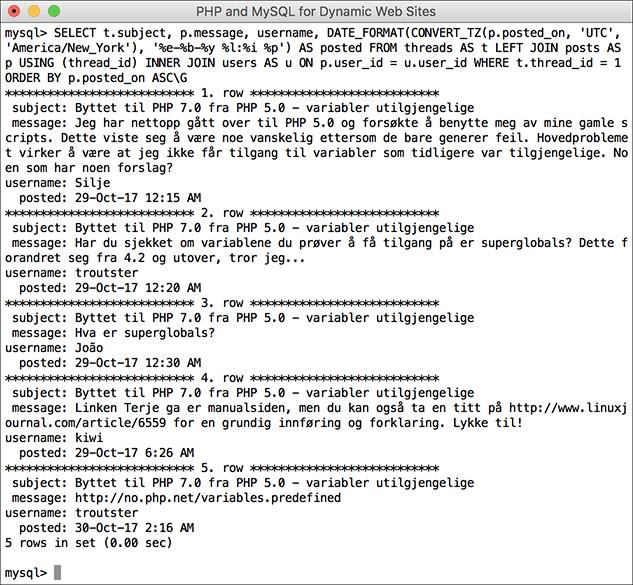 PHP and MySQL for Dynamic Web Sites
mysql> SELECT t.subject, p.message, username, DATE_FORMAT(CONVERT_TZ(p.posted_on, 'UTC',
'America/New_York'), '%e-%b-%y %l:%i %p') AS posted FROM threads AS t LEFT JOIN posts AS
p USING (thread_id) INNER JOIN users AS u ON p.user_id = u.user_id WHERE t.thread_id = 1
ORDER BY p.posted_on ASC\G
*************************** 1. row ***************************
subject: Byttet til PHP 7.0 fra PHP 5.0 – variabler utilgjengelige
message: Jeg har nettopp gått over til PHP 5.0 og forsøkte å benytte meg av mine gamle s
cripts. Dette viste seg å være noe vanskelig ettersom de bare generer feil. Hovedprobleme
t virker å være at jeg ikke får tilgang til variabler som tidligere var tilgjengelige. No
en som har noen forslag?
username: Silje
posted: 29-Oct-17 12:15 AM
*************************** 2. row ***************************
subject: Byttet til PHP 7.0 fra PHP 5.0 – variabler utilgjengelige
message: Har du sjekket om variablene du prøver å få tilgang på er superglobals? Dette f
orandret seg fra 4.2 og utover, tror jeg...
username: troutster
posted: 29-Oct-17 12:20 AM
*************************** 3. row ***************************
subject: Byttet til PHP 7.0 fra PHP 5.0 – variabler utilgjengelige
message: Hva er superglobals?
username: João
posted: 29-Oct-17 12:30 AM
*************************** 4. row ***************************
subject: Byttet til PHP 7.0 fra PHP 5.0 – variabler utilgjengelige
message: Linken Terje ga er manualsiden, men du kan også ta en titt på http://www.linuxj
ournal.com/article/6559 for en grundig innføring og forklaring. Lykke til!
username: kiwi
posted: 29-Oct-17 6:26 AM
*************************** 5. row ***************************
subject: Byttet til PHP 7.0 fra PHP 5.0 – variabler utilgjengelige
message: http://no.php.net/variables.predefined
username: troutster
posted: 30-Oct-17 2:16 AM
5 rows in set (0.00 sec)
mysql>